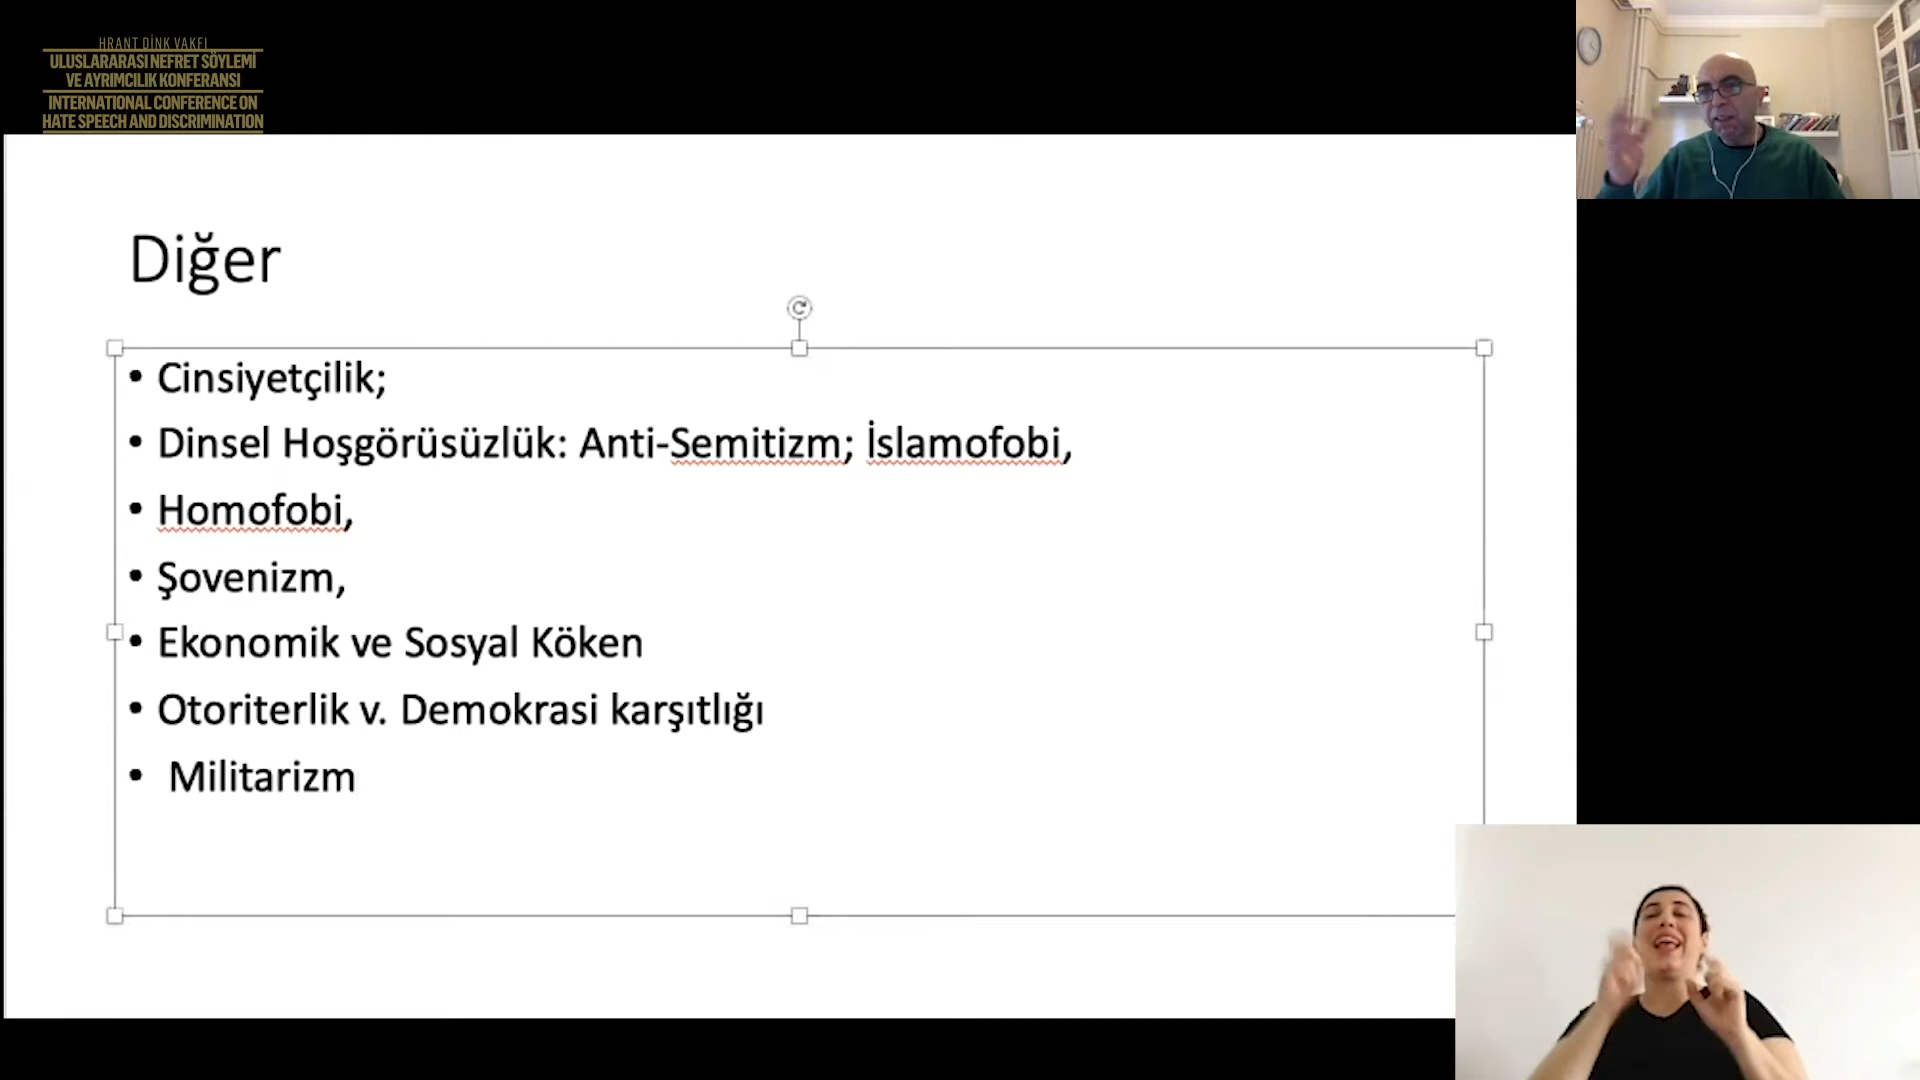 HRANT DİNK VAKFI
ULUSLARARASI NEFRET SÖYLEMİ
VE AYRIMCILIK KONFERANSI
INTERNATIONAL CONFERENCE ON
HATE SPEECH AND DISCRIMINATION
Diğer
• Cinsiyetçilik;
• Dinsel Hoşgörüsüzlük: Anti-Semitizm; İslamofobi,
• Homofobi,
• Şovenizm,
• Ekonomik ve Sosyal Köken
• Otoriterlik v. Demokrasi karşıtlığı
• Militarizm